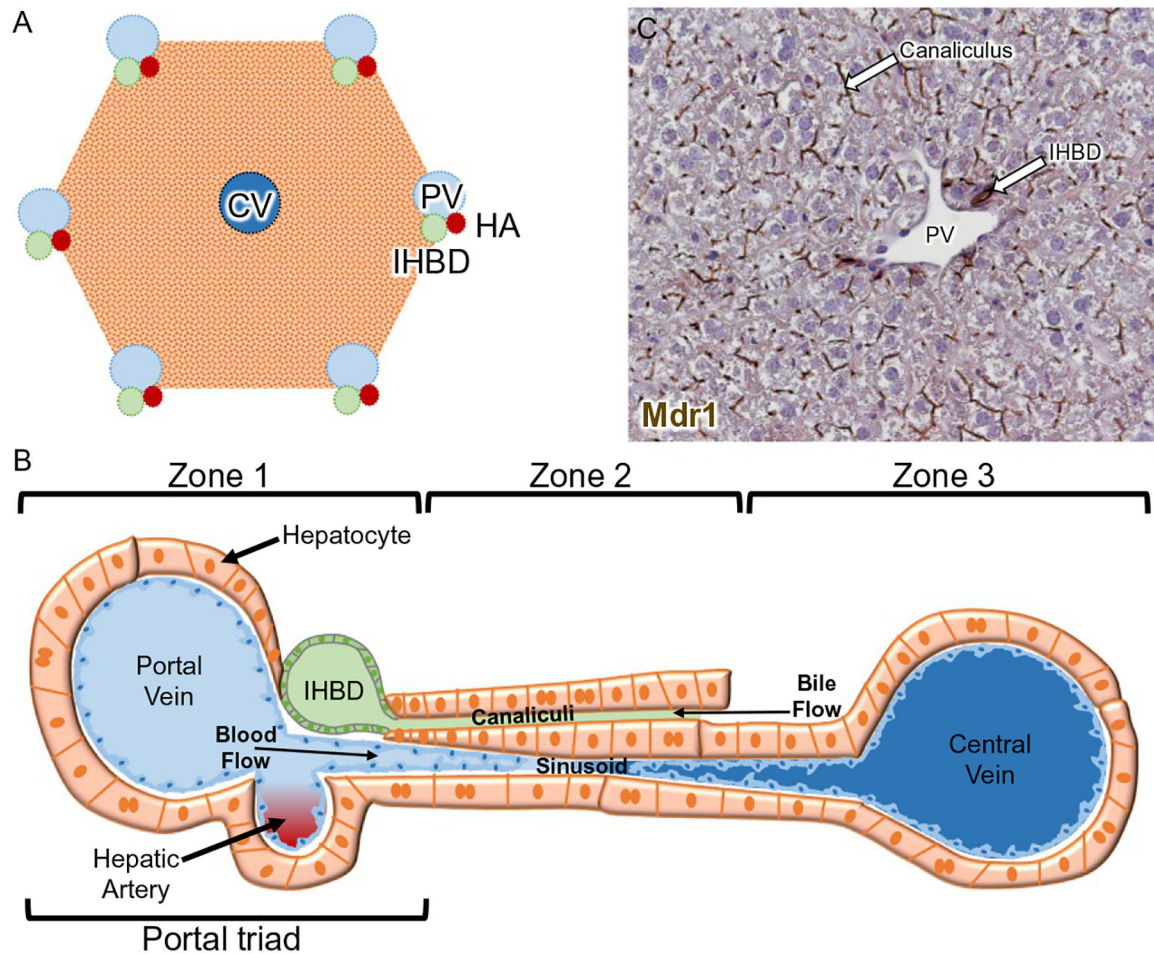 A
CV
PV
HA
IHBD
C
Canaliculus
IHBD
PV
Mdr1
B
Zone 1
Zone 2
Zone 3
Hepatocyte
Portal
Vein
IHBD
Canaliculi
Bile
Flow
Blood
Flow
Sinusoid
Central
Vein
Hepatic
Artery
Portal triad